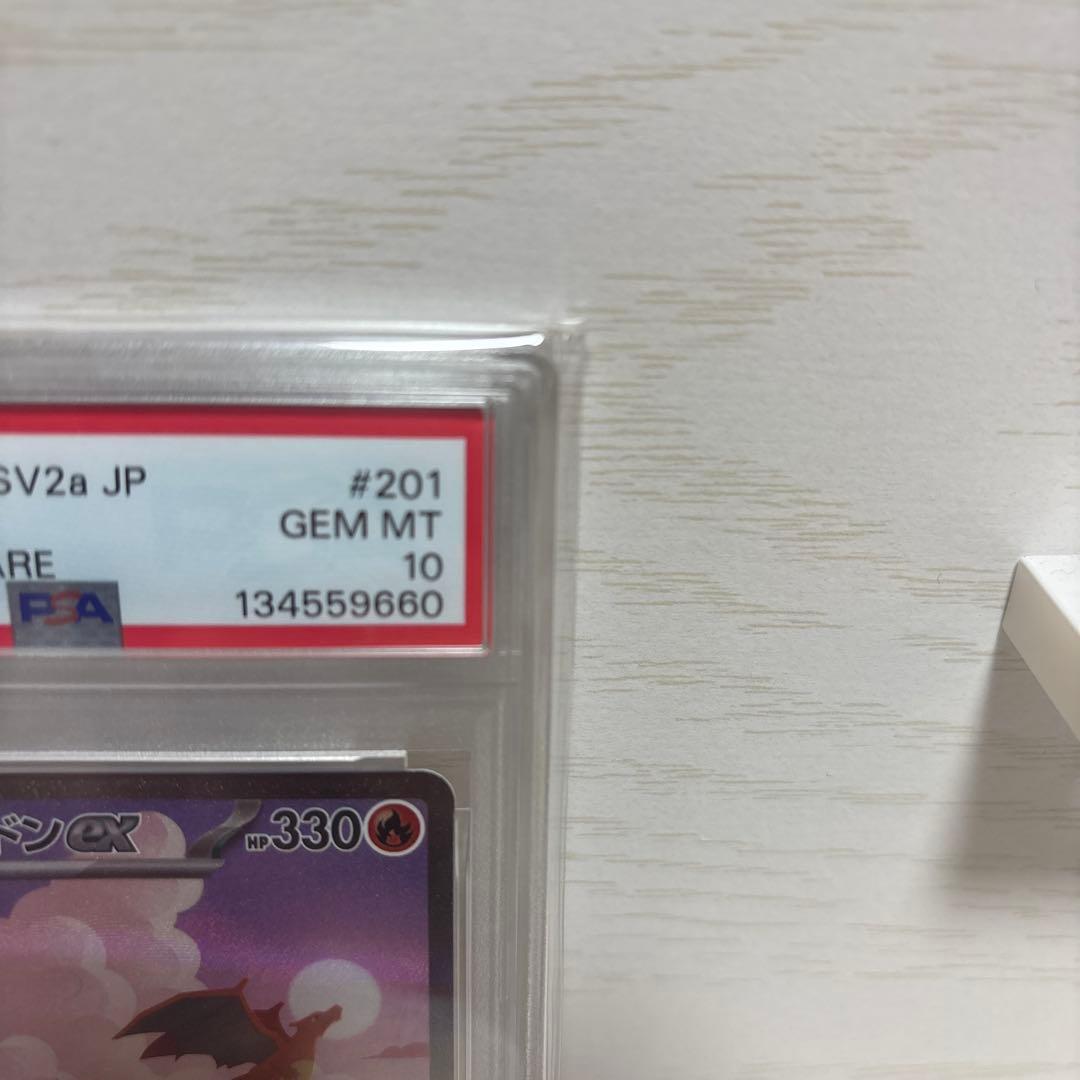 SV2a JP #201
GEM MT
ARE 10
PSA 134559660
ドンex HP330